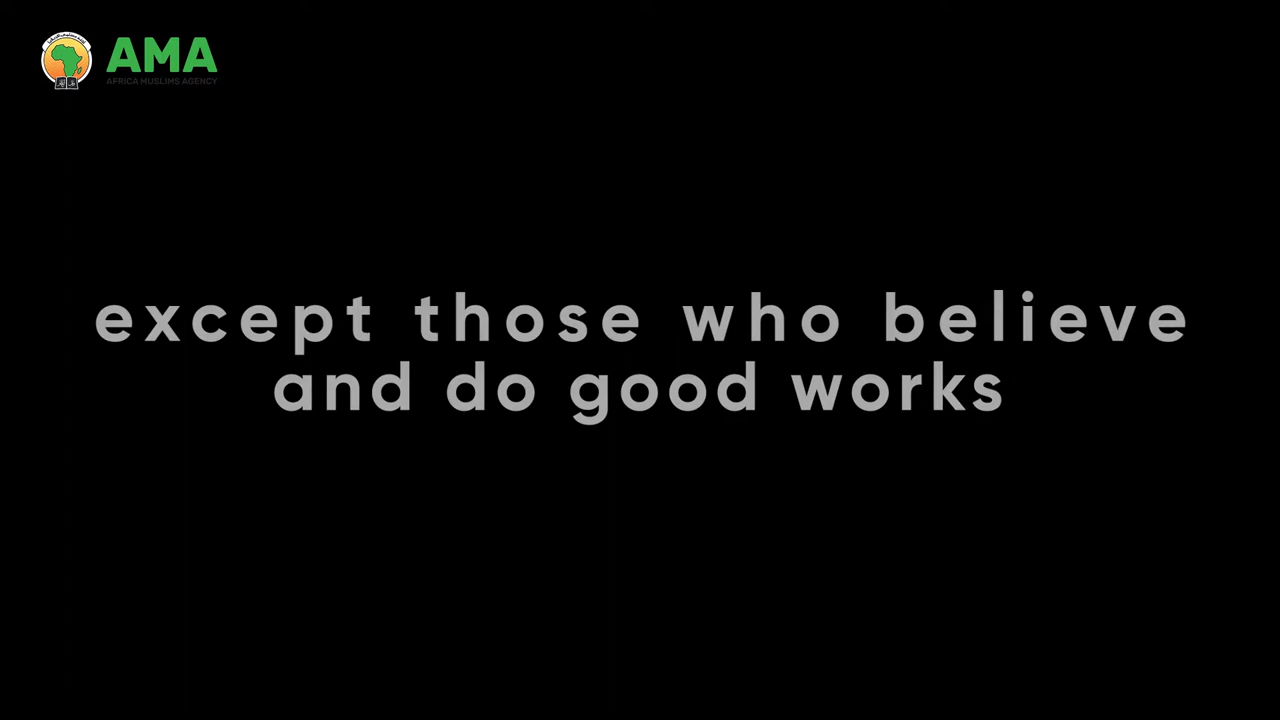 AMA
AFRICA MUSLIMS AGENCY
except those who believe
and do good works